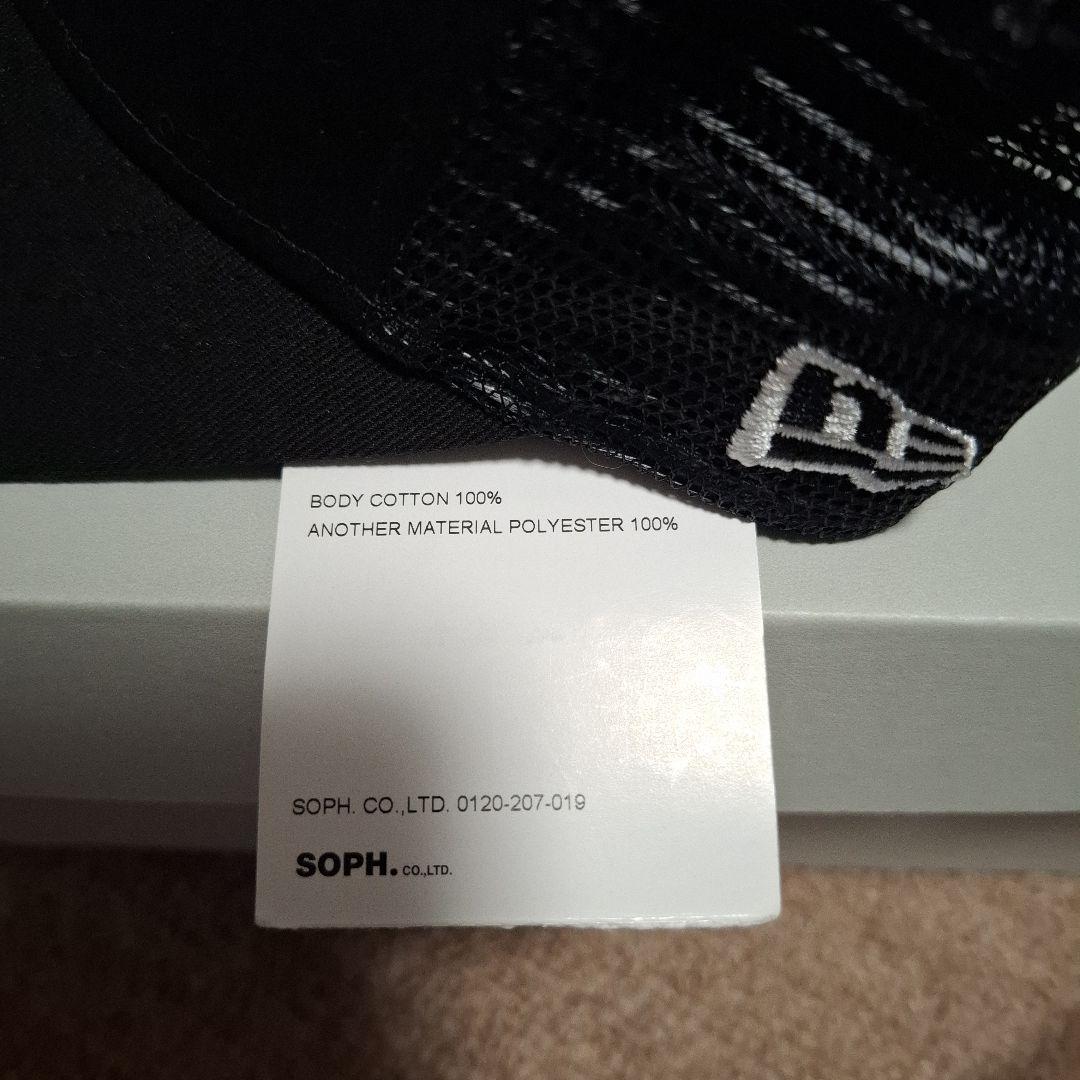 BODY COTTON 100%
ANOTHER MATERIAL POLYESTER 100%
SOPH. CO.,LTD. 0120-207-019
SOPH. CO.,LTD.